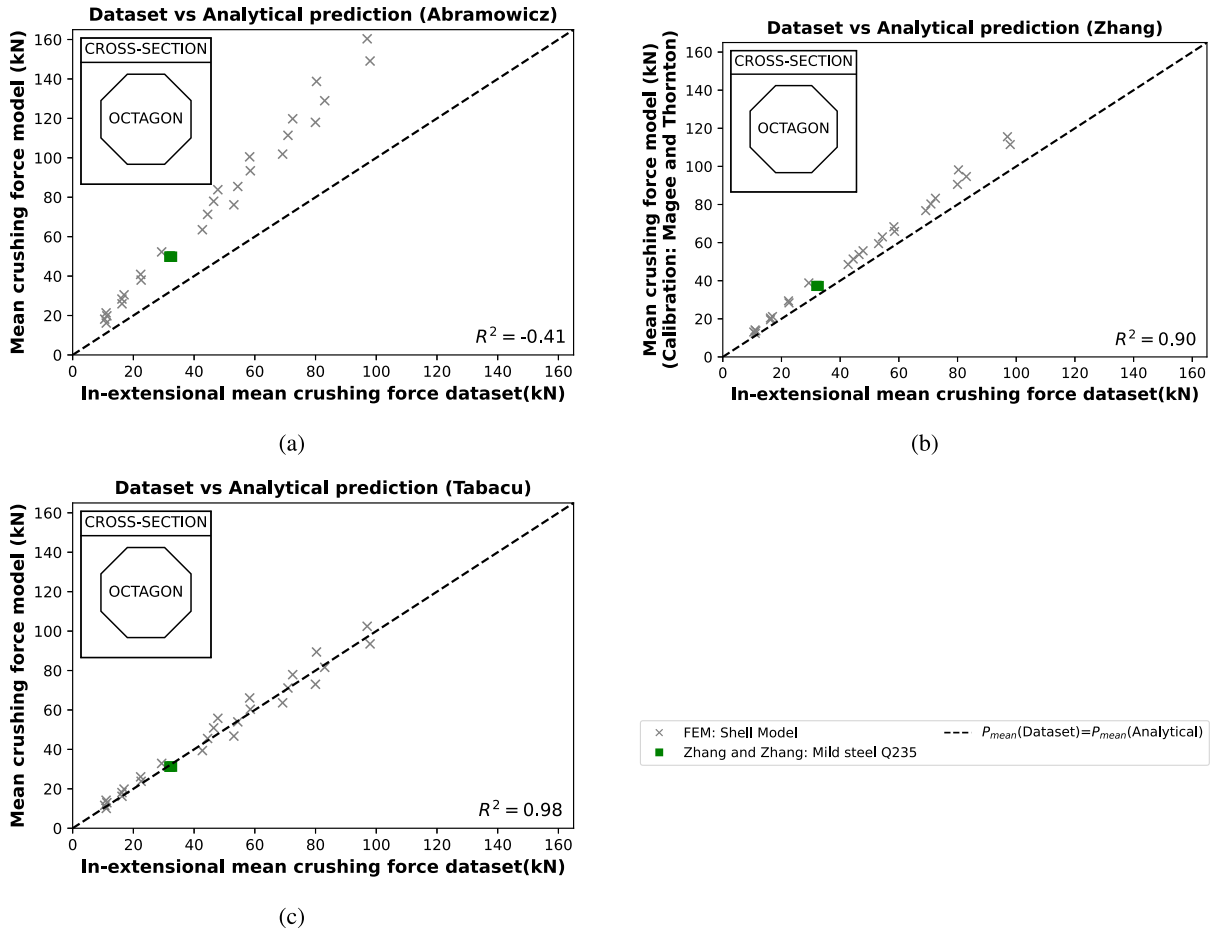 Dataset vs Analytical prediction (Abramowicz)
Mean crushing force model (kN)
160
140
120
100
80
60
40
20
0
CROSS-SECTION
OCTAGON
R² = -0.41
0 20 40 60 80 100 120 140 160
In-extensional mean crushing force dataset(kN)
(a)
Dataset vs Analytical prediction (Zhang)
Mean crushing force model (kN)
(Calibration: Magee and Thornton)
160
140
120
100
80
60
40
20
0
CROSS-SECTION
OCTAGON
R² = 0.90
0 20 40 60 80 100 120 140 160
In-extensional mean crushing force dataset(kN)
(b)
Dataset vs Analytical prediction (Tabacu)
Mean crushing force model (kN)
160
140
120
100
80
60
40
20
0
CROSS-SECTION
OCTAGON
R² = 0.98
0 20 40 60 80 100 120 140 160
In-extensional mean crushing force dataset(kN)
(c)
FEM: Shell Model
Zhang and Zhang: Mild steel Q235
P_mean(Dataset)=P_mean(Analytical)